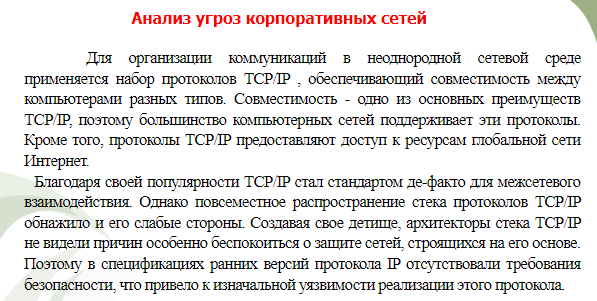 Анализ угроз корпоративных сетей
Для организации коммуникаций в неоднородной сетевой среде
применяется набор протоколов TCP/IP , обеспечивающий совместимость между
компьютерами разных типов. Совместимость - одно из основных преимуществ
TCP/IP, поэтому большинство компьютерных сетей поддерживает эти протоколы.
Кроме того, протоколы TCP/IP предоставляют доступ к ресурсам глобальной сети
Интернет.
Благодаря своей популярности TCP/IP стал стандартом де-факто для межсетевого
взаимодействия. Однако повсеместное распространение стека протоколов TCP/IP
обнажило и его слабые стороны. Создавая свое детище, архитекторы стека TCP/IP
не видели причин особенно беспокоиться о защите сетей, строящихся на его основе.
Поэтому в спецификациях ранних версий протокола IP отсутствовали требования
безопасности, что привело к изначальной уязвимости реализации этого протокола.